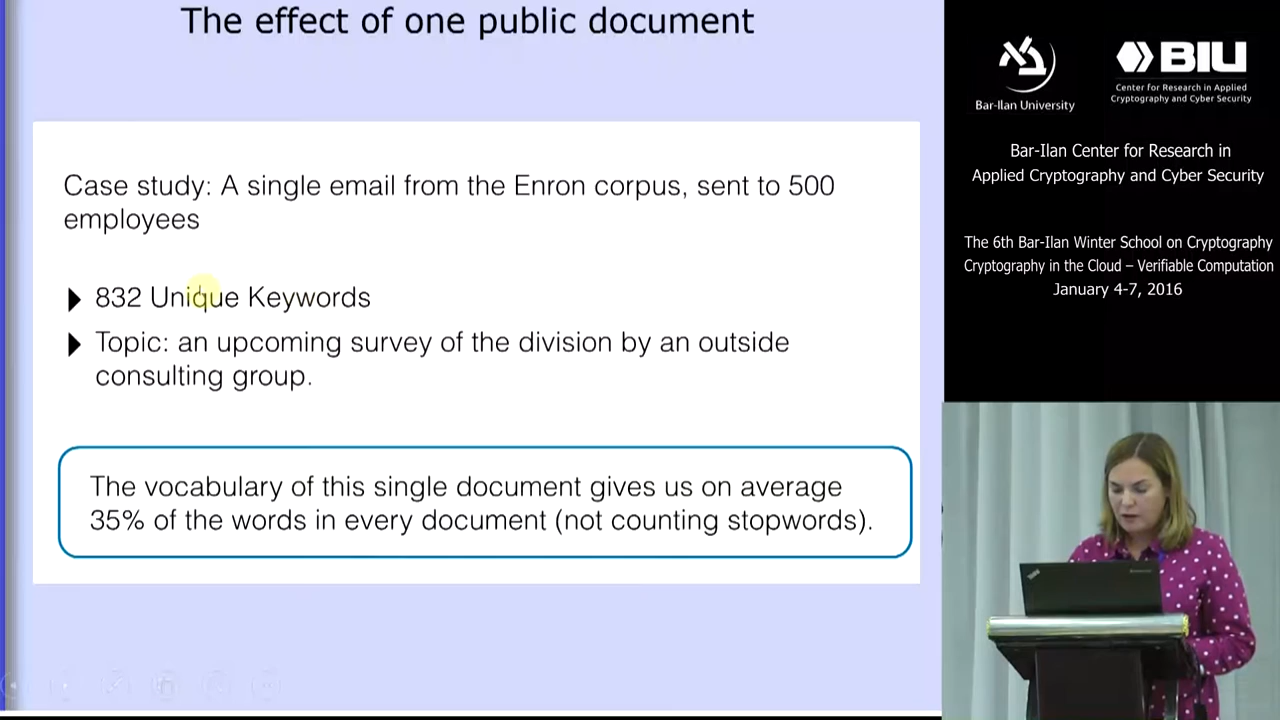 The effect of one public document
Case study: A single email from the Enron corpus, sent to 500
employees
832 Unique Keywords
Topic: an upcoming survey of the division by an outside
consulting group.
The vocabulary of this single document gives us on average
35% of the words in every document (not counting stopwords).
Bar-Ilan University
BIU
Center for Research in Applied
Cryptography and Cyber Security
Bar-Ilan Center for Research in
Applied Cryptography and Cyber Security
The 6th Bar-Ilan Winter School on Cryptography
Cryptography in the Cloud – Verifiable Computation
January 4-7, 2016